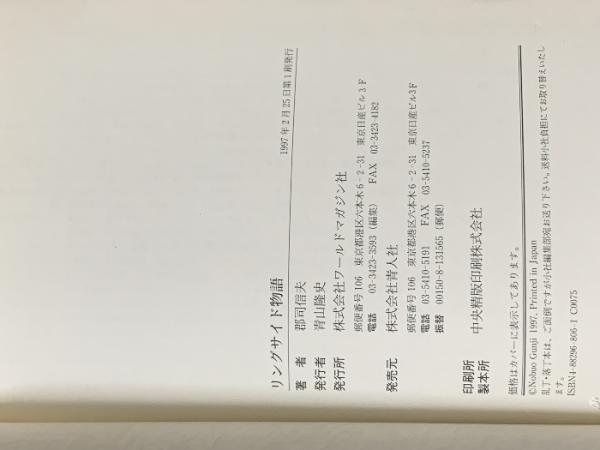 リングサイド物語
1997年2月25日第1刷発行
著 者 郡司信夫
発行者 青山隆史
発行所 株式会社ワールドマガジン社
郵便番号106 東京都港区六本木6-2-31 東京日産ビル3F
電話 03-3423-3593(編集) FAX 03-3423-4182
発売元 株式会社青人社
郵便番号106 東京都港区六本木6-2-31 東京日産ビル3F
電話 03-5410-5191 FAX 03-5410-5237
振替 00150-8-131565(郵便)
印刷所
製本所 中央精版印刷株式会社
価格はカバーに表示してあります。
©Nobuo Gunji 1997, Printed in Japan
乱丁・落丁本は、ご面倒ですが小社編集部宛お送り下さい。送料小社負担にてお取り替えいたし
ます。
ISBN4-88296-806-1 C0075